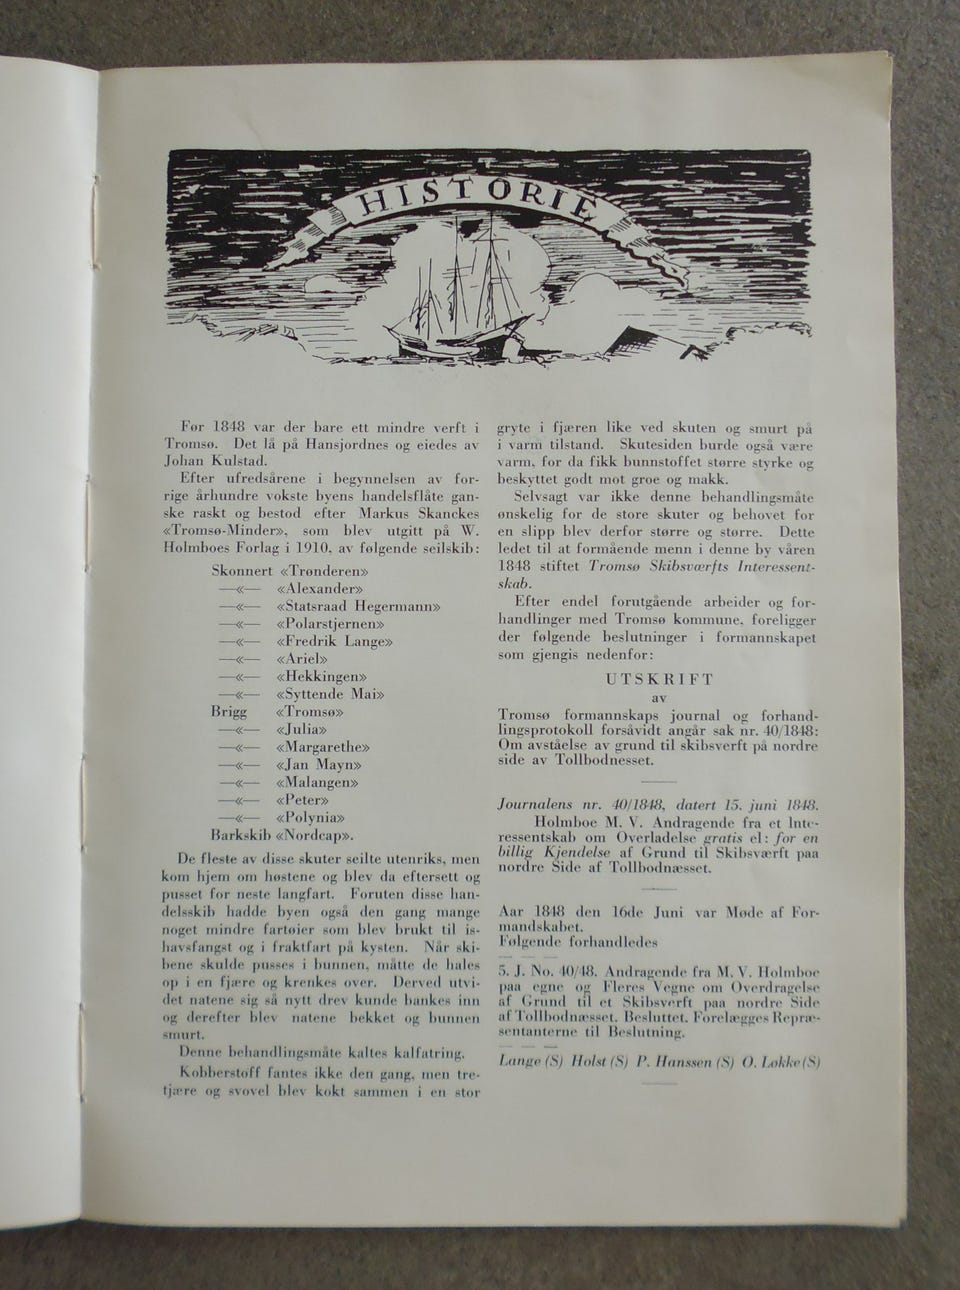 HISTORIE
Før 1848 var der bare ett mindre verft i
Tromsø. Det lå på Hansjordnes og eiedes av
Johan Kulstad.
Efter ufredsårene i begynnelsen av for-
rige århundre vokste byens handelsflåte gan-
ske raskt og bestod efter Markus Skanckes
«Tromsø-Minder», som blev utgitt på W.
Holmboes Forlag i 1910, av følgende seilskib:
Skonnert «Trønderen»
—«— «Alexander»
—«— «Statsraad Hegermann»
—«— «Polarstjernen»
—«— «Fredrik Lange»
—«— «Ariel»
—«— «Hekkingen»
—«— «Syttende Mai»
Brigg «Tromsø»
—«— «Julia»
—«— «Margarethe»
—«— «Jan Mayn»
—«— «Malangen»
—«— «Peter»
—«— «Polynia»
Barkskib «Nordcap».
De fleste av disse skuter seilte utenriks, men
kom hjem om høstene og blev da eftersett og
pusset for neste langfart. Foruten disse han-
delsskib hadde byen også den gang mange
noget mindre fartøier som blev brukt til is-
havsfangst og i fraktfart på kysten. Når ski-
bene skulde pusses i bunnen, måtte de hales
op i en fjære og krenkes over. Derved utvi-
det natene sig så nytt drev kunde bankes inn
og derefter blev natene bekket og bunnen
smurt.
Denne behandlingsmåte kaltes kalfatring.
Kobberstoff fantes ikke den gang, men tre-
tjære og svovel blev kokt sammen i en stor
gryte i fjæren like ved skuten og smurt på
i varm tilstand. Skutesiden burde også være
varm, for da fikk bunnstoffet større styrke og
beskyttet godt mot groe og makk.
Selvsagt var ikke denne behandlingsmåte
ønskelig for de store skuter og behovet for
en slipp blev derfor større og større. Dette
ledet til at formående menn i denne by våren
1848 stiftet Tromsø Skibsværfts Interessent-
skab.
Efter endel forutgående arbeider og for-
handlinger med Tromsø kommune, foreligger
der følgende beslutninger i formannskapet
som gjengis nedenfor:
UTSKRIFT
av
Tromsø formannskaps journal og forhand-
lingsprotokoll forsåvidt angår sak nr. 40/1848:
Om avståelse av grund til skibsverft på nordre
side av Tollbodnesset.
Journalens nr. 40/1848, datert 15. juni 1848.
Holmboe M. V. Andragende fra et Inte-
ressentskab om Overladelse gratis el: for en
billig Kjendelse af Grund til Skibsværft paa
nordre Side af Tollbodnæsset.
Aar 1848 den 16de Juni var Møde af For-
mandskabet.
Følgende forhandledes
5. J. No. 40/48. Andragende fra M. V. Holmboe
paa egne og Fleres Vegne om Overdragelse
af Grund til et Skibsverft paa nordre Side
af Tollbodnæsset. Besluttet. Forelægges Repræ-
sentanterne til Beslutning.
Lange (S) Holst (S) P. Hanssen (S) O. Løkke (S)